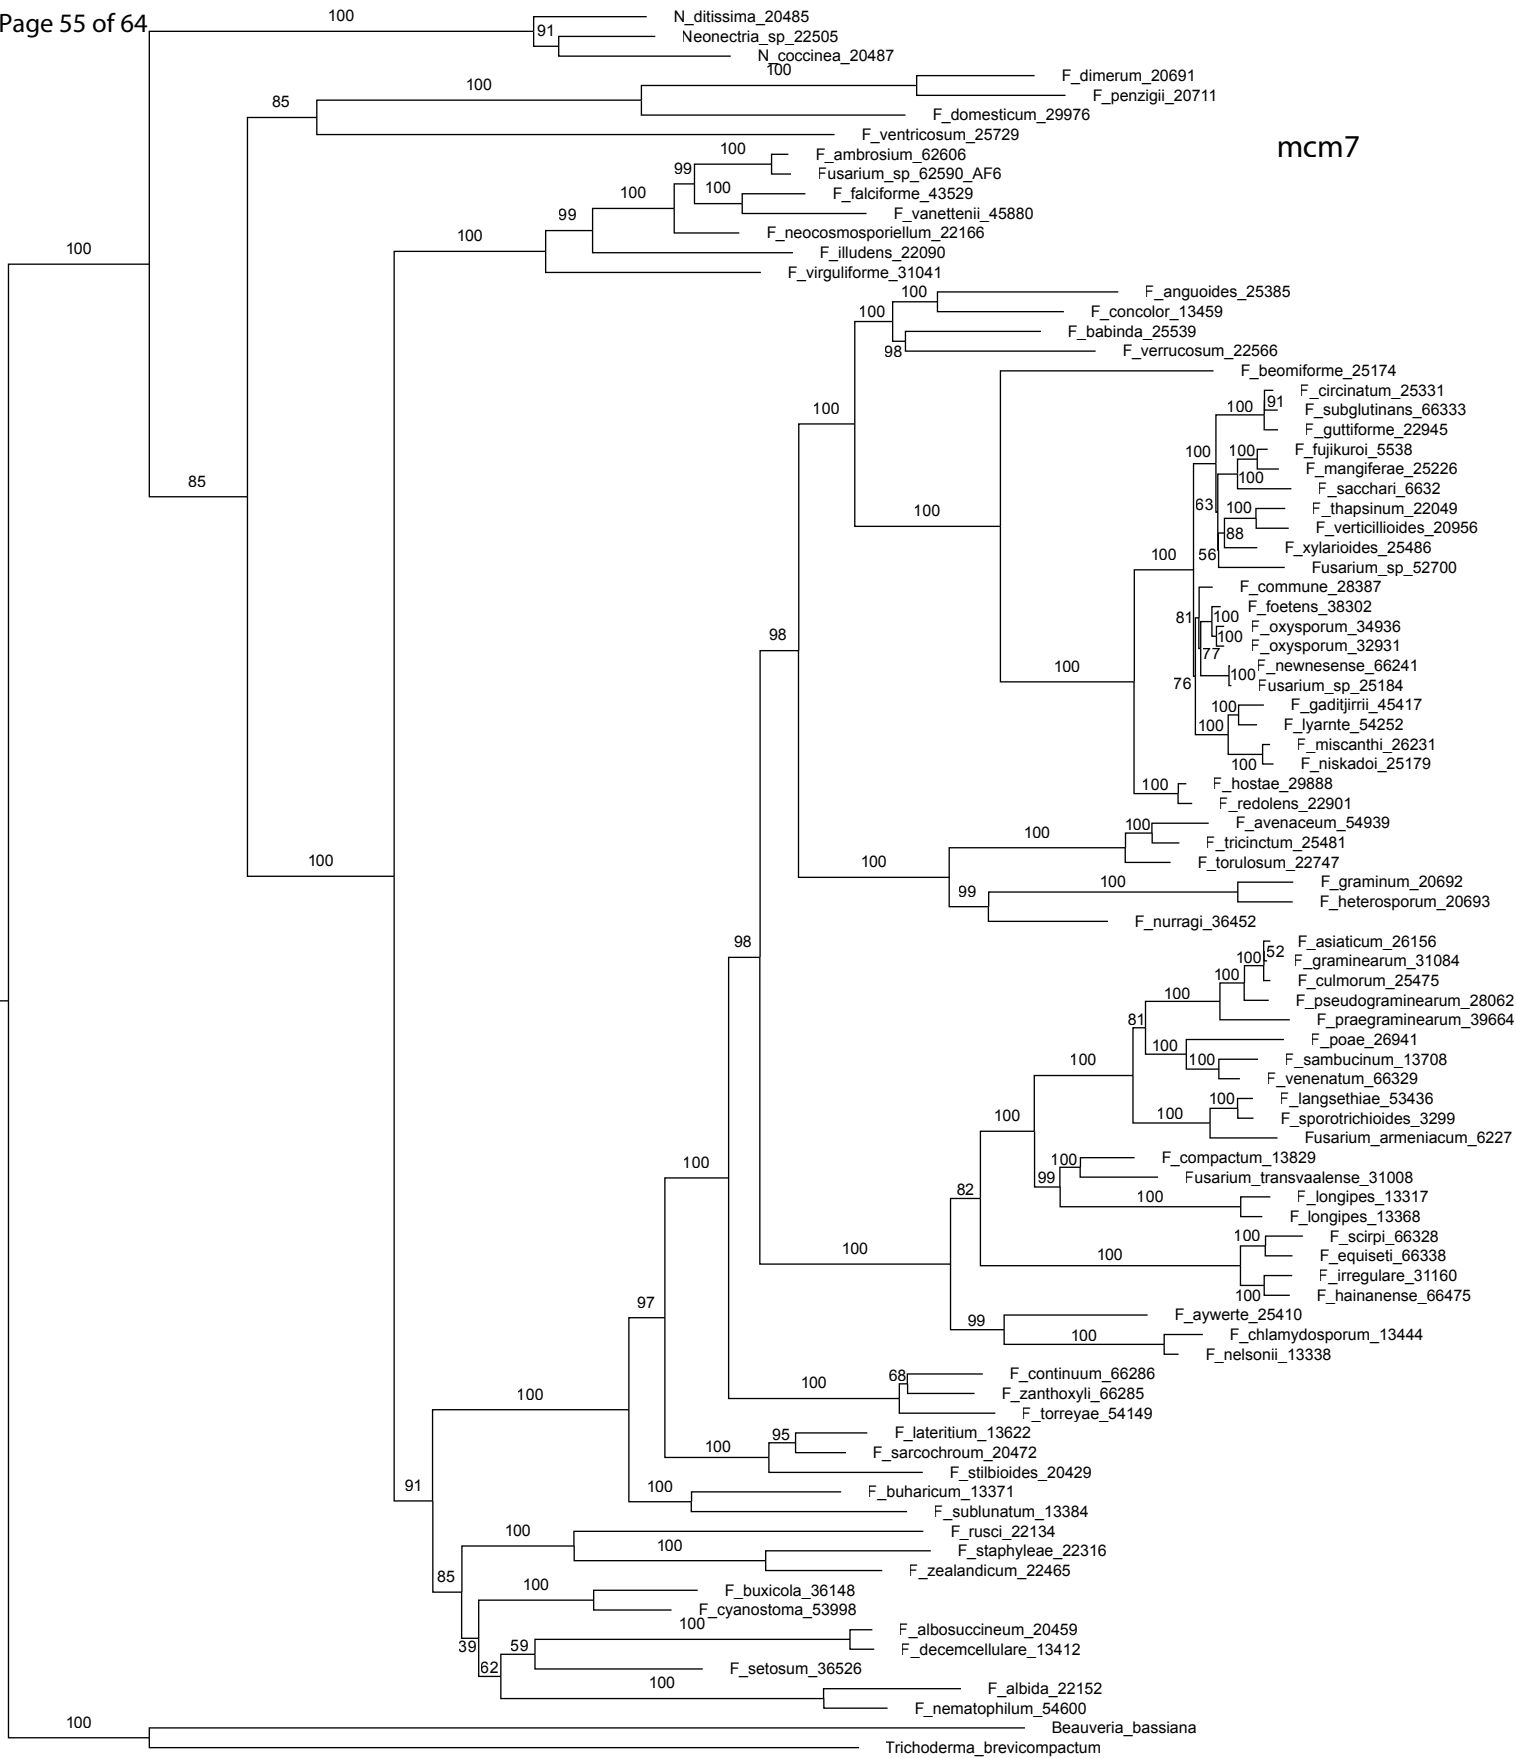 Page 55 of 64
100
N_ditissima_20485
91
Neonectria_sp_22505
N_coccinea_20487
100
F_dimerum_20691
100
F_penzigii_20711
85
F_domesticum_29976
F_ventricosum_25729
mcm7
100
F_ambrosium_62606
99
Fusarium_sp_62590_AF6
100
100
F_falciforme_43529
99
F_vanettenii_45880
100
F_neocosmosporiellum_22166
100
F_illudens_22090
F_virguliforme_31041
100
F_anguoides_25385
100
F_concolor_13459
F_babinda_25539
98
F_verrucosum_22566
F_beomiforme_25174
100
F_circinatum_25331
91
100
F_subglutinans_66333
F_guttiforme_22945
100
100
F_fujikuroi_5538
F_mangiferae_25226
100
85
F_sacchari_6632
63
100
F_thapsinum_22049
100
F_verticillioides_20956
88
F_xylarioides_25486
100
56
Fusarium_sp_52700
F_commune_28387
F_foetens_38302
81
100
F_oxysporum_34936
98
100
F_oxysporum_32931
77
100
F_newnesense_66241
100
76
Fusarium_sp_25184
100
F_gaditjirrii_45417
100
F_lyarnte_54252
F_miscanthi_26231
100
F_niskadoi_25179
100
F_hostae_29888
F_redolens_22901
100
F_avenaceum_54939
100
F_tricinctum_25481
100
100
F_torulosum_22747
100
F_graminum_20692
99
F_heterosporum_20693
F_nurragi_36452
98
F_asiaticum_26156
52
100
F_graminearum_31084
100
F_culmorum_25475
100
F_pseudograminearum_28062
81
F_praegraminearum_39664
100
F_poae_26941
100
100
F_sambucinum_13708
F_venenatum_66329
100
F_langsethiae_53436
100
100
F_sporotrichioides_3299
Fusarium_armeniacum_6227
100
100
F_compactum_13829
99
Fusarium_transvaalense_31008
82
100
F_longipes_13317
F_longipes_13368
100
100
F_scirpi_66328
100
F_equiseti_66338
F_irregulare_31160
100
F_hainanense_66475
97
99
F_aywerte_25410
100
F_chlamydosporum_13444
F_nelsonii_13338
68
F_continuum_66286
100
100
F_zanthoxyli_66285
F_torreyae_54149
95
F_lateritium_13622
100
F_sarcochroum_20472
F_stilbioides_20429
91
100
F_buharicum_13371
F_sublunatum_13384
100
F_rusci_22134
100
F_staphyleae_22316
F_zealandicum_22465
85
100
F_buxicola_36148
F_cyanostoma_53998
100
F_albosuccineum_20459
39
59
F_decemcellulare_13412
62
F_setosum_36526
100
F_albida_22152
F_nematophilum_54600
100
Beauveria_bassiana
Trichoderma_brevicompactum